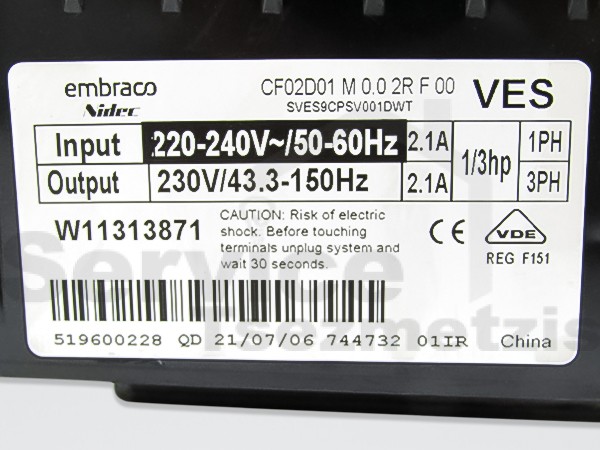 embraco
Nidec
CF02D01 M 0.0 2R F 00
SVES9CPSV001DWT
VES
Input 220-240V~/50-60Hz 2.1A 1/3hp 1PH
Output 230V/43.3-150Hz 2.1A 3PH
W11313871
CAUTION: Risk of electric
shock. Before touching
terminals unplug system and
wait 30 seconds.
CE
VDE
REG F151
519600228 QD 21/07/06 744732 01IR China
Service
Tsezmetzis